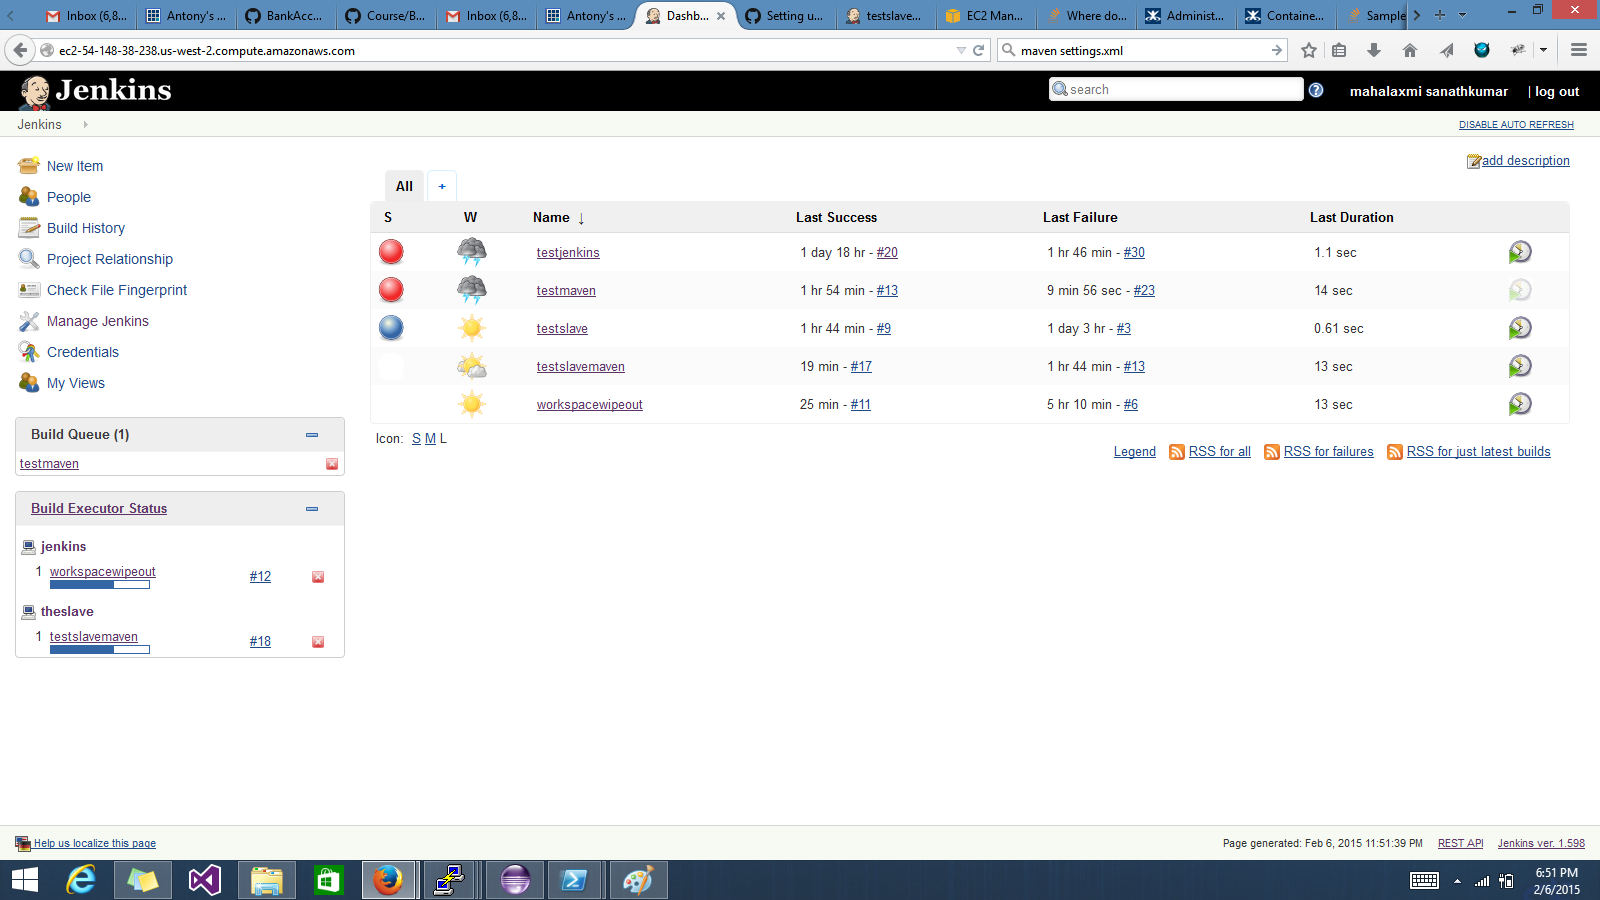 Inbox (6,8...
Antony's ...
BankAcc...
Course/B...
Inbox (6,8...
Antony's ...
Dashb...
Setting u...
testslave...
EC2 Man...
Where do...
Administ...
Containe...
Sample
ec2-54-148-38-238.us-west-2.compute.amazonaws.com
maven settings.xml
Jenkins
search
mahalaxmi sanathkumar
| log out
Jenkins
DISABLE AUTO REFRESH
New Item
People
Build History
Project Relationship
Check File Fingerprint
Manage Jenkins
Credentials
My Views
add description
All
+
S W Name ↓ Last Success Last Failure Last Duration
testjenkins 1 day 18 hr - #20 1 hr 46 min - #30 1.1 sec
testmaven 1 hr 54 min - #13 9 min 56 sec - #23 14 sec
testslave 1 hr 44 min - #9 1 day 3 hr - #3 0.61 sec
testslavemaven 19 min - #17 1 hr 44 min - #13 13 sec
workspacewipeout 25 min - #11 5 hr 10 min - #6 13 sec
Icon: S M L
Legend RSS for all RSS for failures RSS for just latest builds
Build Queue (1)
testmaven
Build Executor Status
jenkins
1 workspacewipeout #12
theslave
1 testslavemaven #18
Help us localize this page
Page generated: Feb 6, 2015 11:51:39 PM REST API Jenkins ver. 1.598
6:51 PM
2/6/2015